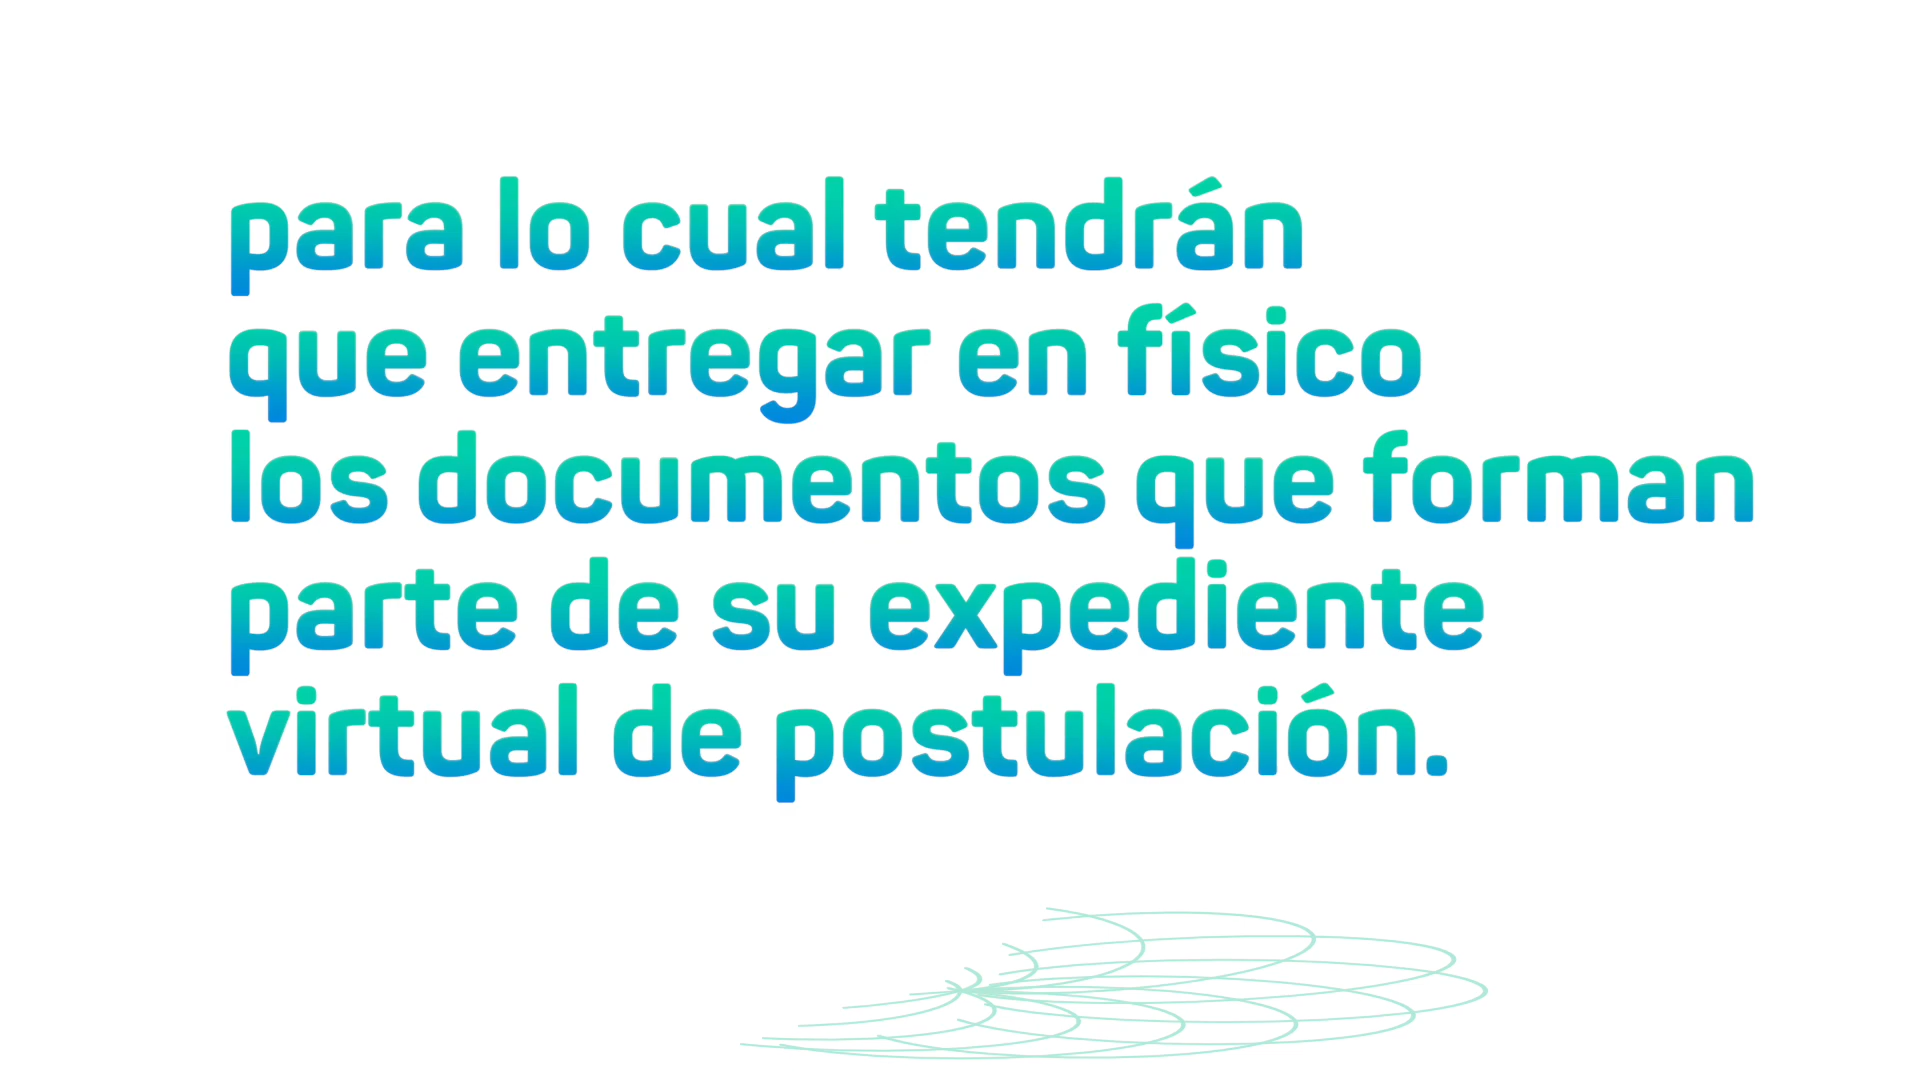 para lo cual tendrán
que entregar en físico
los documentos que forman
parte de su expediente
virtual de postulación.